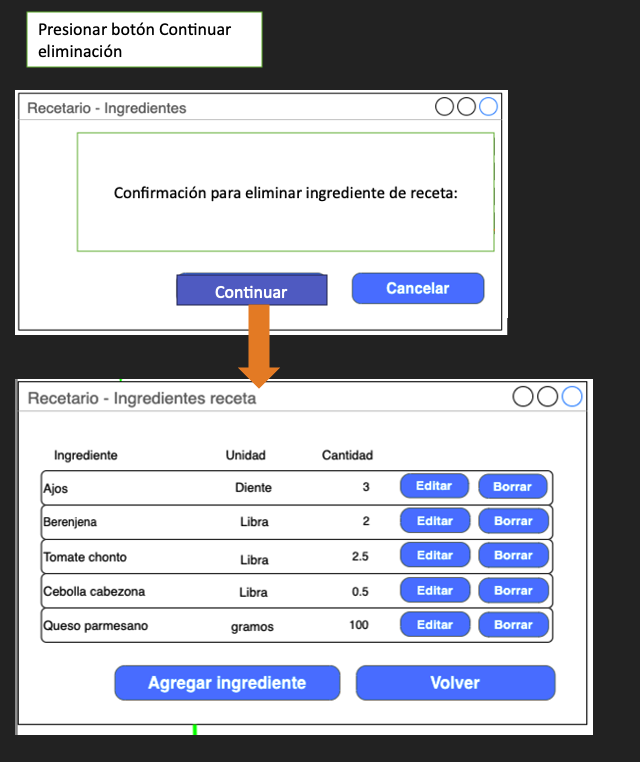 Presionar botón Continuar
eliminación
Recetario - Ingredientes
Confirmación para eliminar ingrediente de receta:
Continuar Cancelar
Recetario - Ingredientes receta
Ingrediente Unidad Cantidad
Ajos Diente 3 Editar Borrar
Berenjena Libra 2 Editar Borrar
Tomate chonto Libra 2.5 Editar Borrar
Cebolla cabezona Libra 0.5 Editar Borrar
Queso parmesano gramos 100 Editar Borrar
Agregar ingrediente Volver